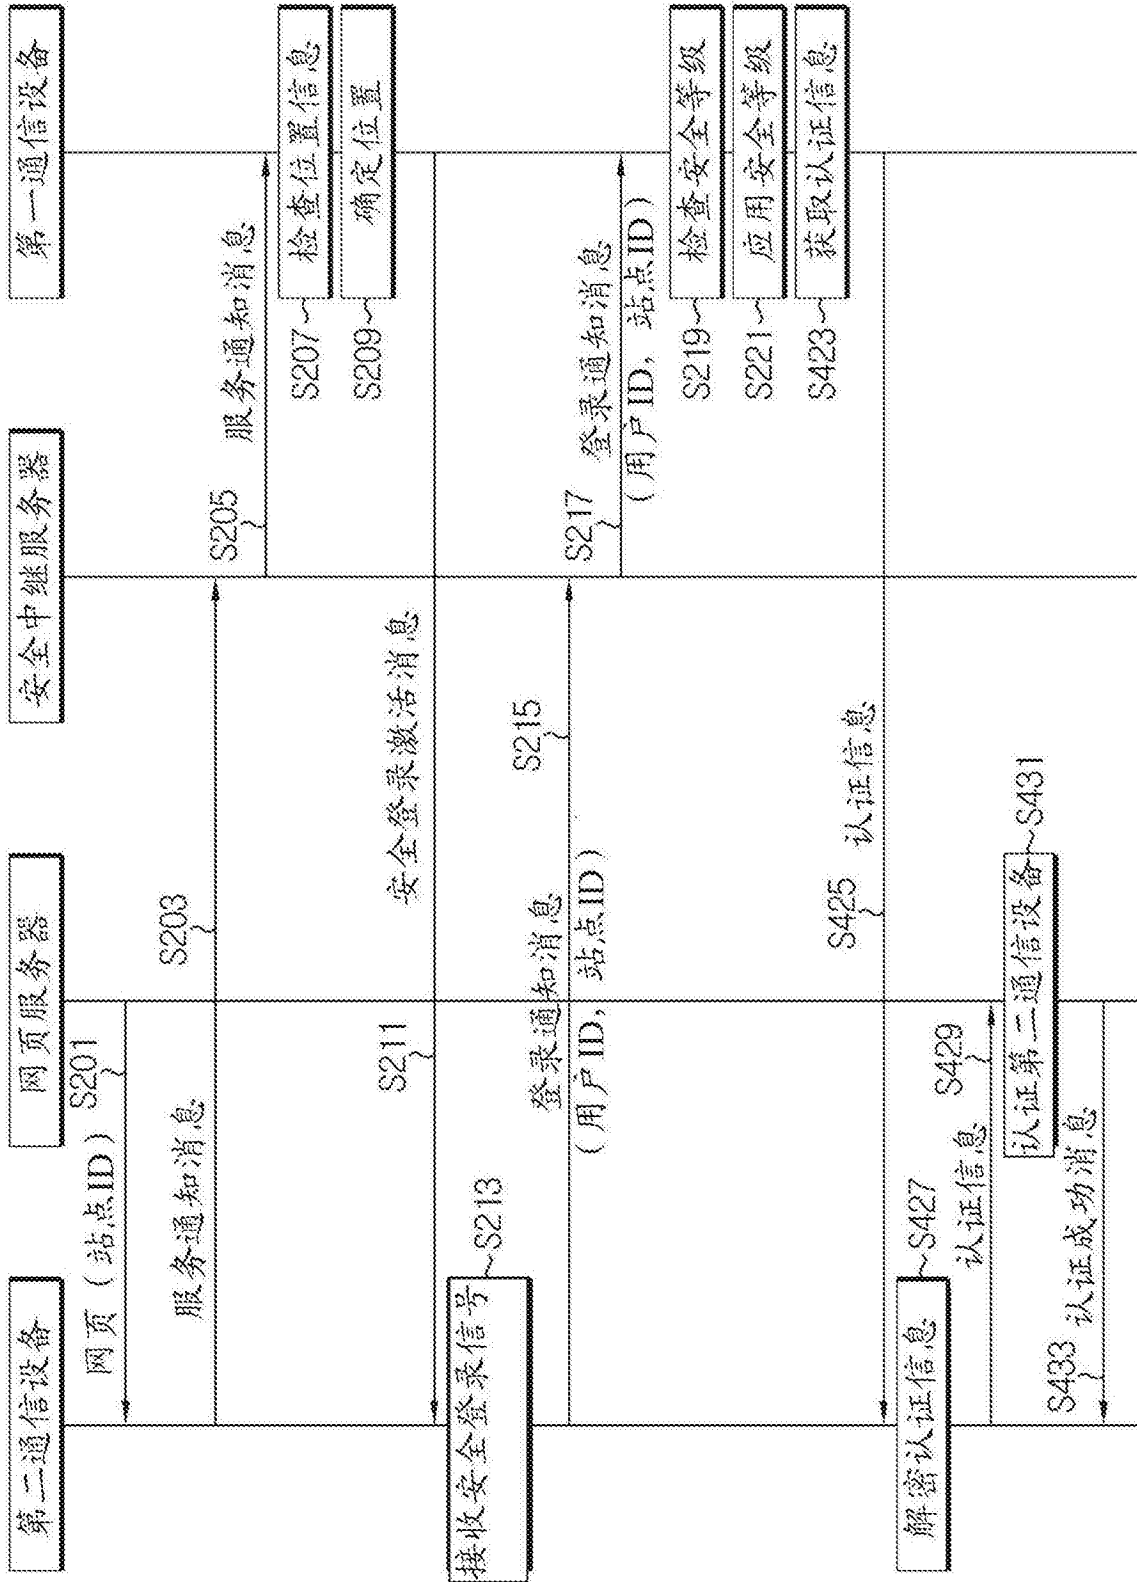 第二通信设备
网页服务器
安全中继服务器
第一通信设备
网页（站点ID）
S201
服务通知消息
S203
S205
服务通知消息
S207
检查位置信息
S209
确定位置
S211
安全登录激活消息
接收安全登录信号
S213
登录通知消息
(用户ID, 站点ID)
S215
S217
登录通知消息
(用户ID, 站点ID)
S219
检查安全等级
S221
应用安全等级
S423
获取认证信息
S425
认证信息
解密认证信息
S427
认证信息
S429
认证第二通信设备
S431
S433
认证成功消息